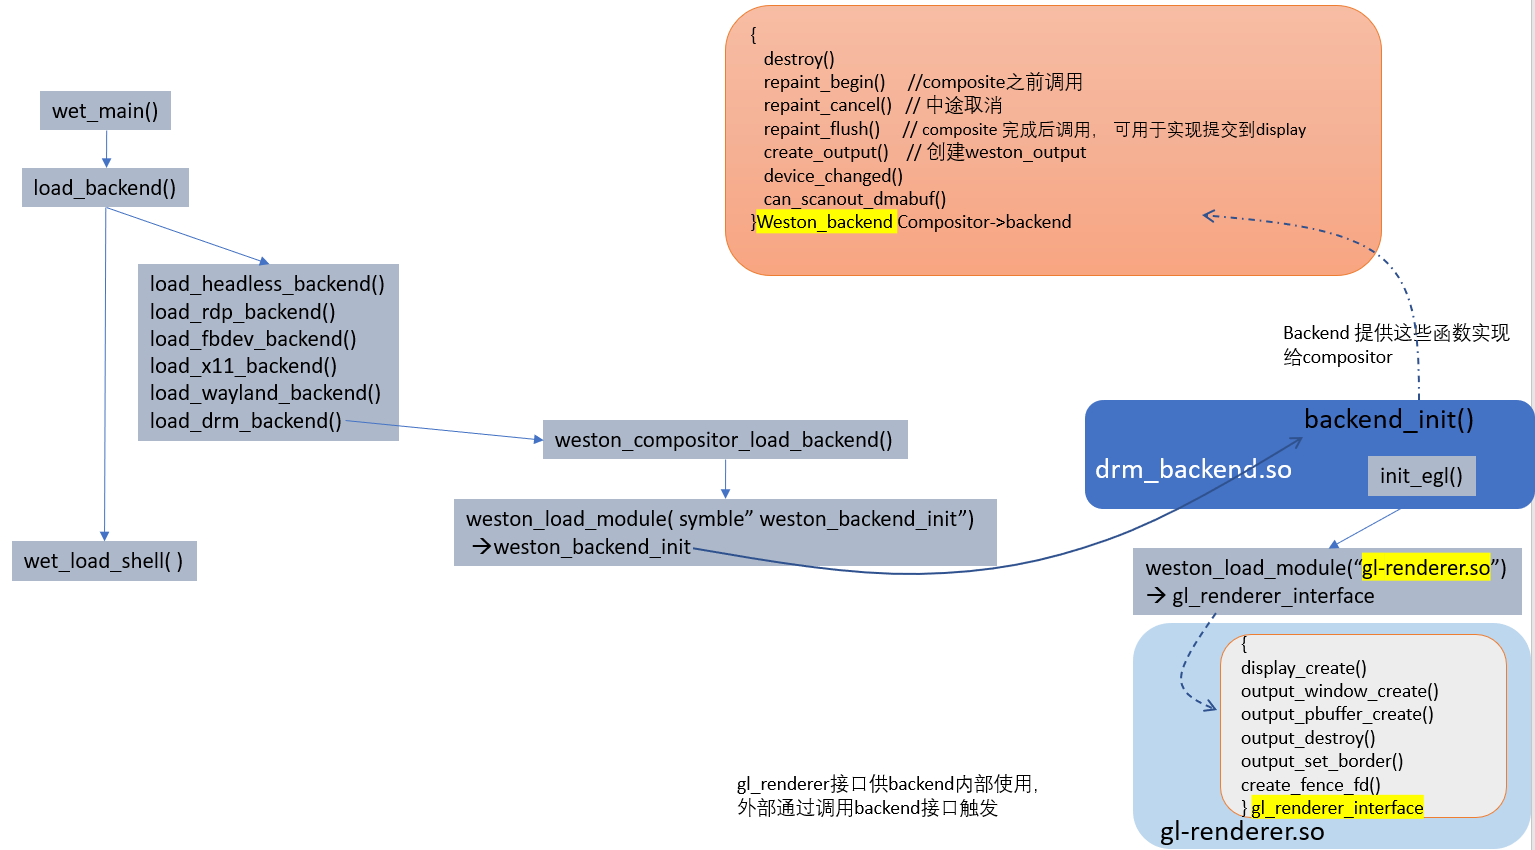 wet_main()
load_backend()
load_headless_backend()
load_rdp_backend()
load_fbdev_backend()
load_x11_backend()
load_wayland_backend()
load_drm_backend()
wet_load_shell( )
weston_compositor_load_backend()
weston_load_module( symble” weston_backend_init”)
→weston_backend_init
{
destroy()
repaint_begin() //composite之前调用
repaint_cancel() // 中途取消
repaint_flush() // composite 完成后调用， 可用于实现提交到display
create_output() // 创建weston_output
device_changed()
can_scanout_dmabuf()
}Weston_backend Compositor->backend
Backend 提供这些函数实现
给compositor
backend_init()
drm_backend.so
init_egl()
weston_load_module(“gl-renderer.so”)
→ gl_renderer_interface
{
display_create()
output_window_create()
output_pbuffer_create()
output_destroy()
output_set_border()
create_fence_fd()
} gl_renderer_interface
gl-renderer.so
gl_renderer接口供backend内部使用，
外部通过调用backend接口触发